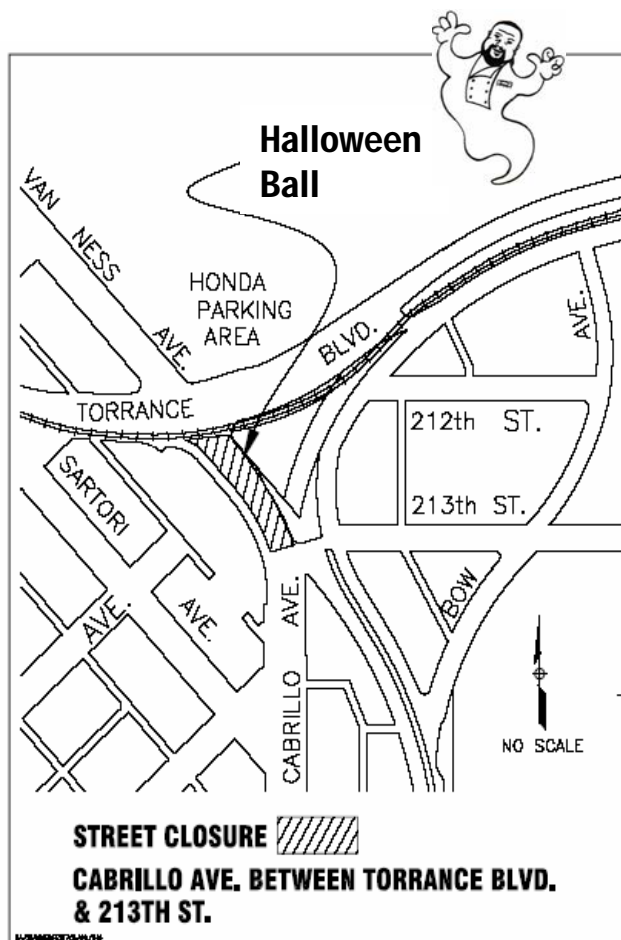 Halloween
Ball
VAN NESS AVE.
HONDA
PARKING
AREA
TORRANCE BLVD.
AVE.
212th ST.
213th ST.
SARTORI AVE.
AVE.
BOW
CABRILLO AVE.
NO SCALE
STREET CLOSURE
CABRILLO AVE. BETWEEN TORRANCE BLVD.
& 213TH ST.